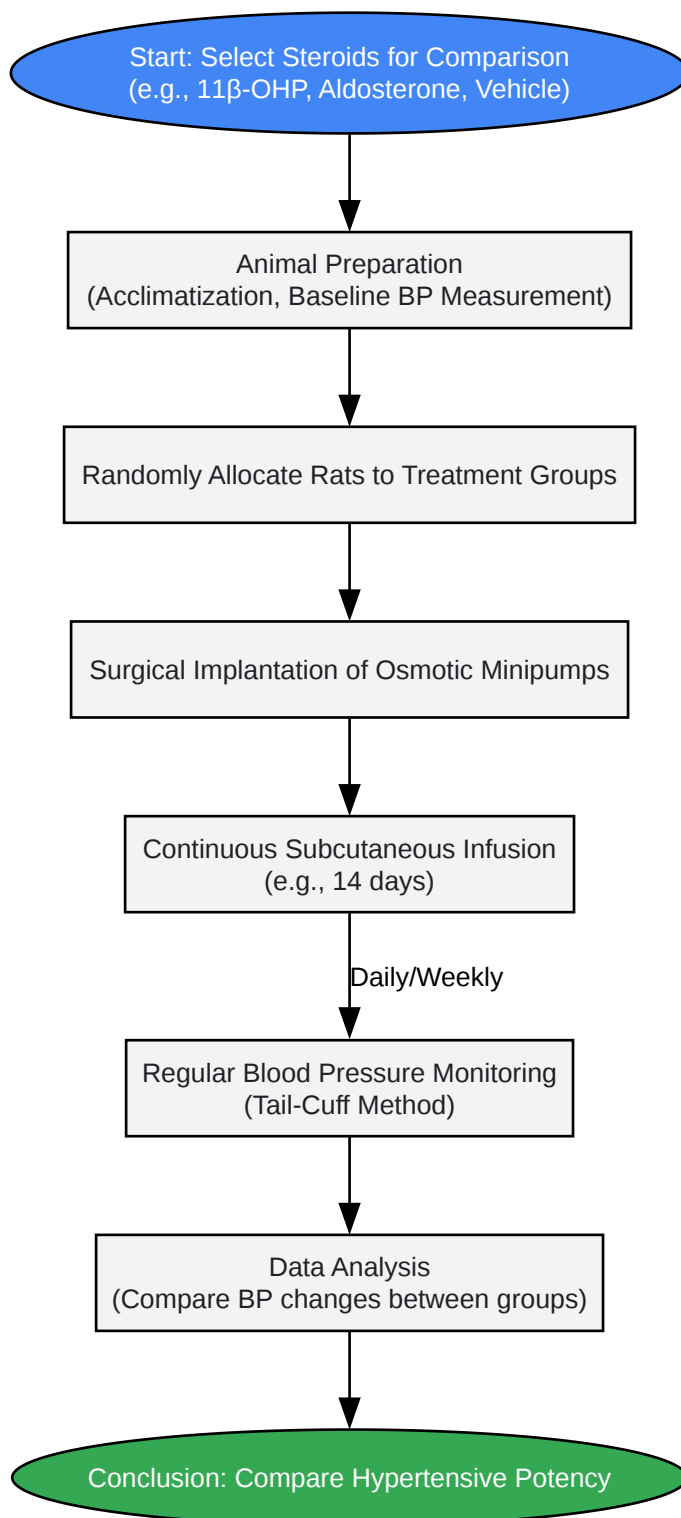 Start: Select Steroids for Comparison
(e.g., 11β-OHP, Aldosterone, Vehicle)
Animal Preparation
(Acclimatization, Baseline BP Measurement)
Randomly Allocate Rats to Treatment Groups
Surgical Implantation of Osmotic Minipumps
Continuous Subcutaneous Infusion
(e.g., 14 days)
Daily/Weekly
Regular Blood Pressure Monitoring
(Tail-Cuff Method)
Data Analysis
(Compare BP changes between groups)
Conclusion: Compare Hypertensive Potency